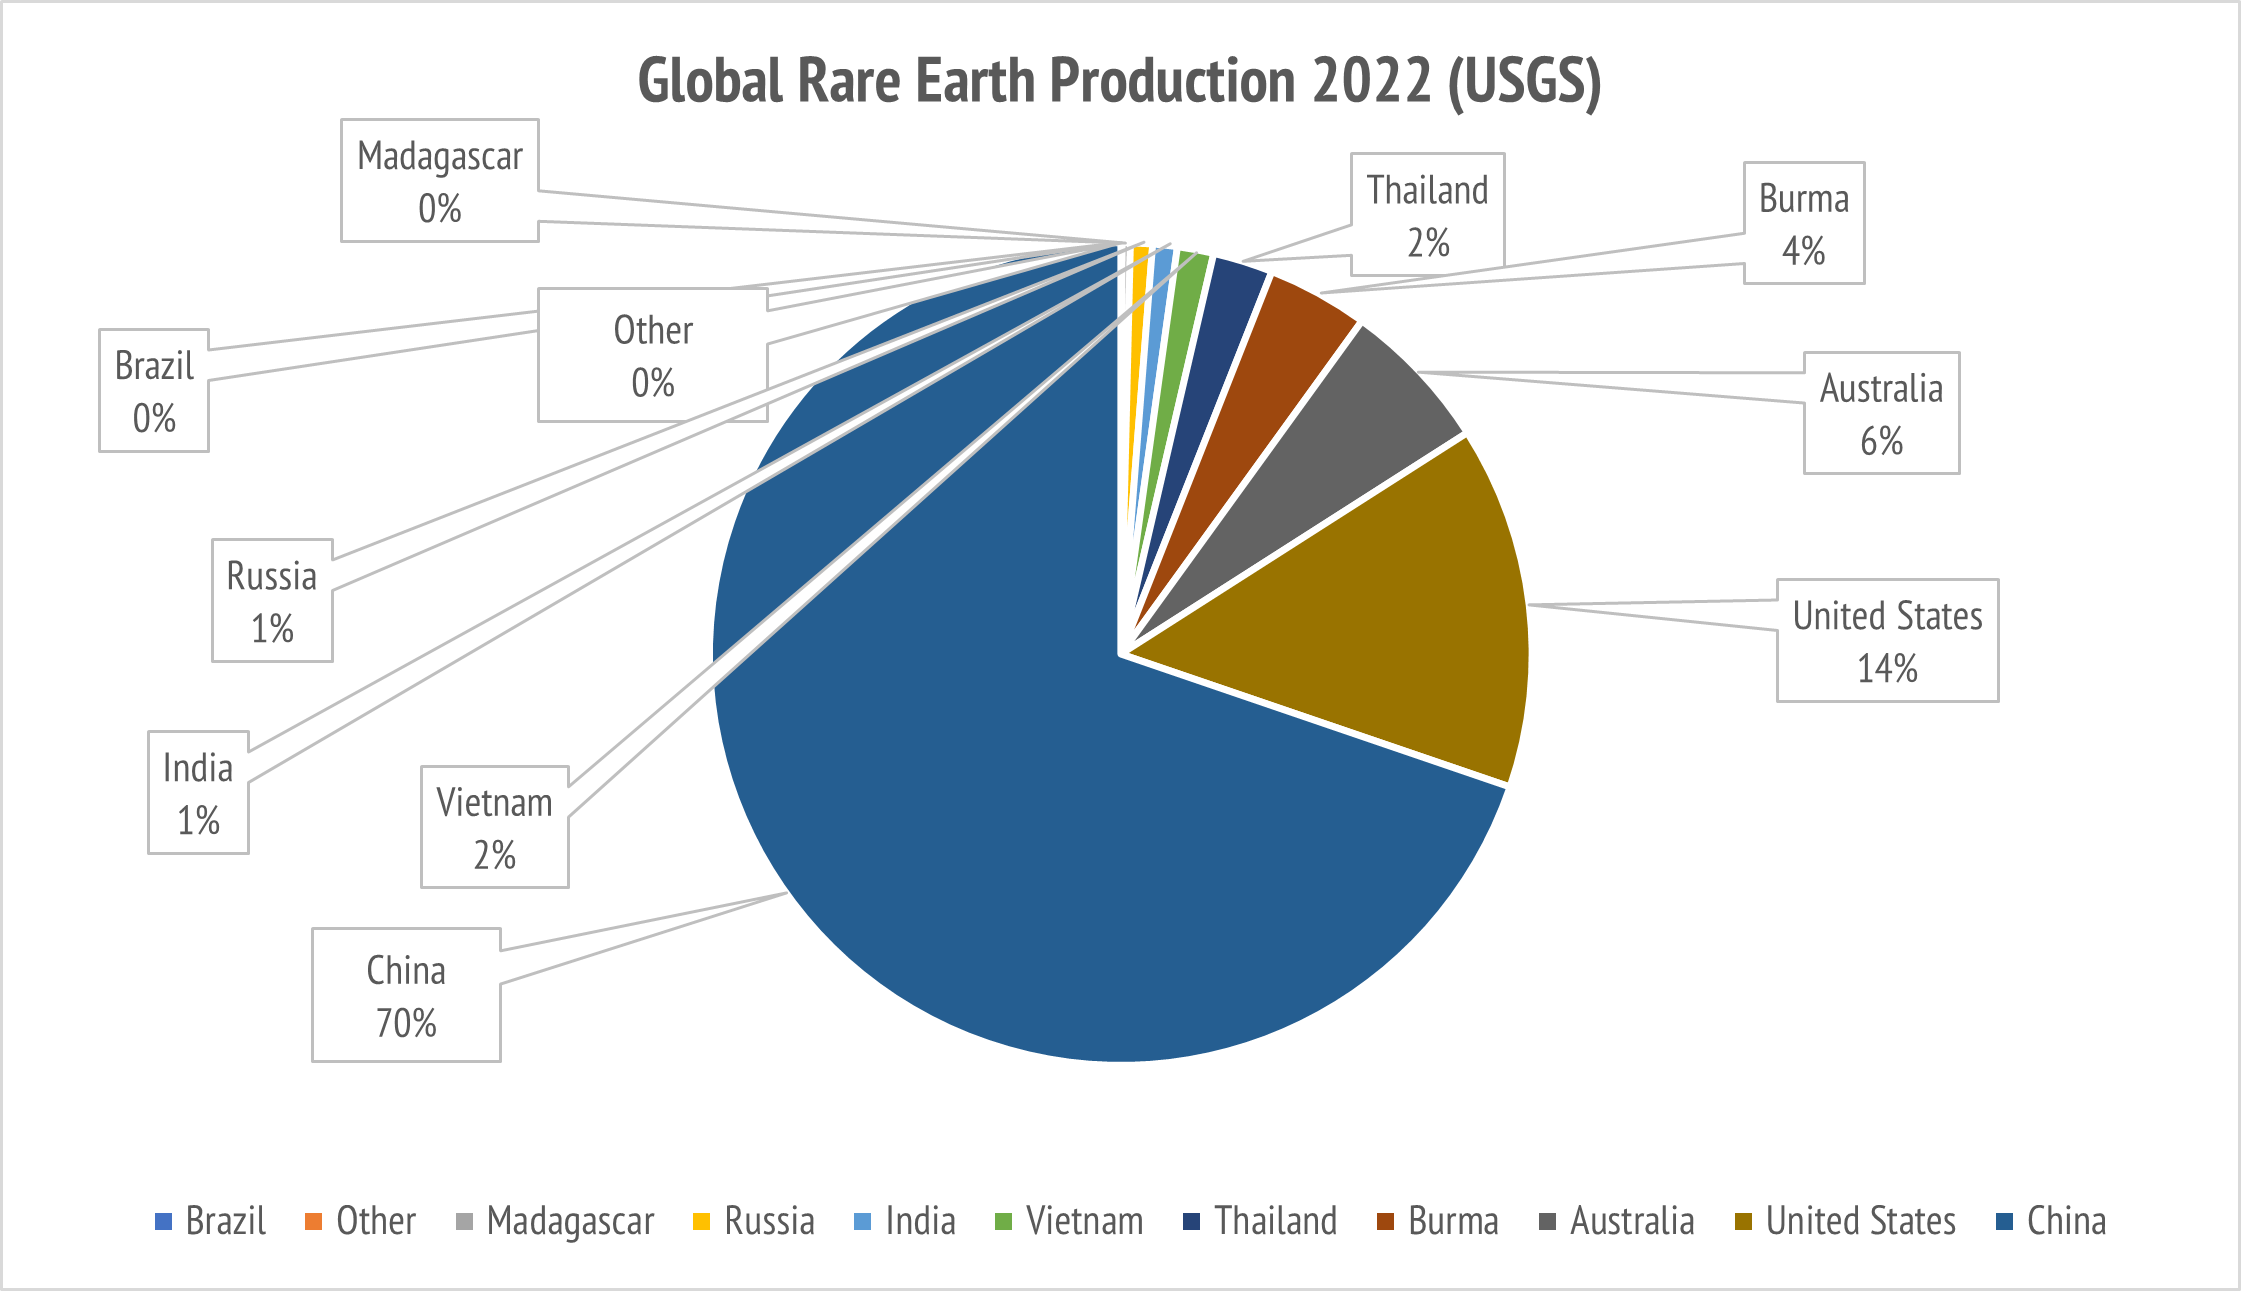 Global Rare Earth Production 2022 (USGS)
Madagascar
0%
Thailand
2%
Burma
4%
Other
0%
Brazil
0%
Australia
6%
Russia
1%
United States
14%
India
1%
Vietnam
2%
China
70%
Brazil Other Madagascar Russia India Vietnam Thailand Burma Australia United States China